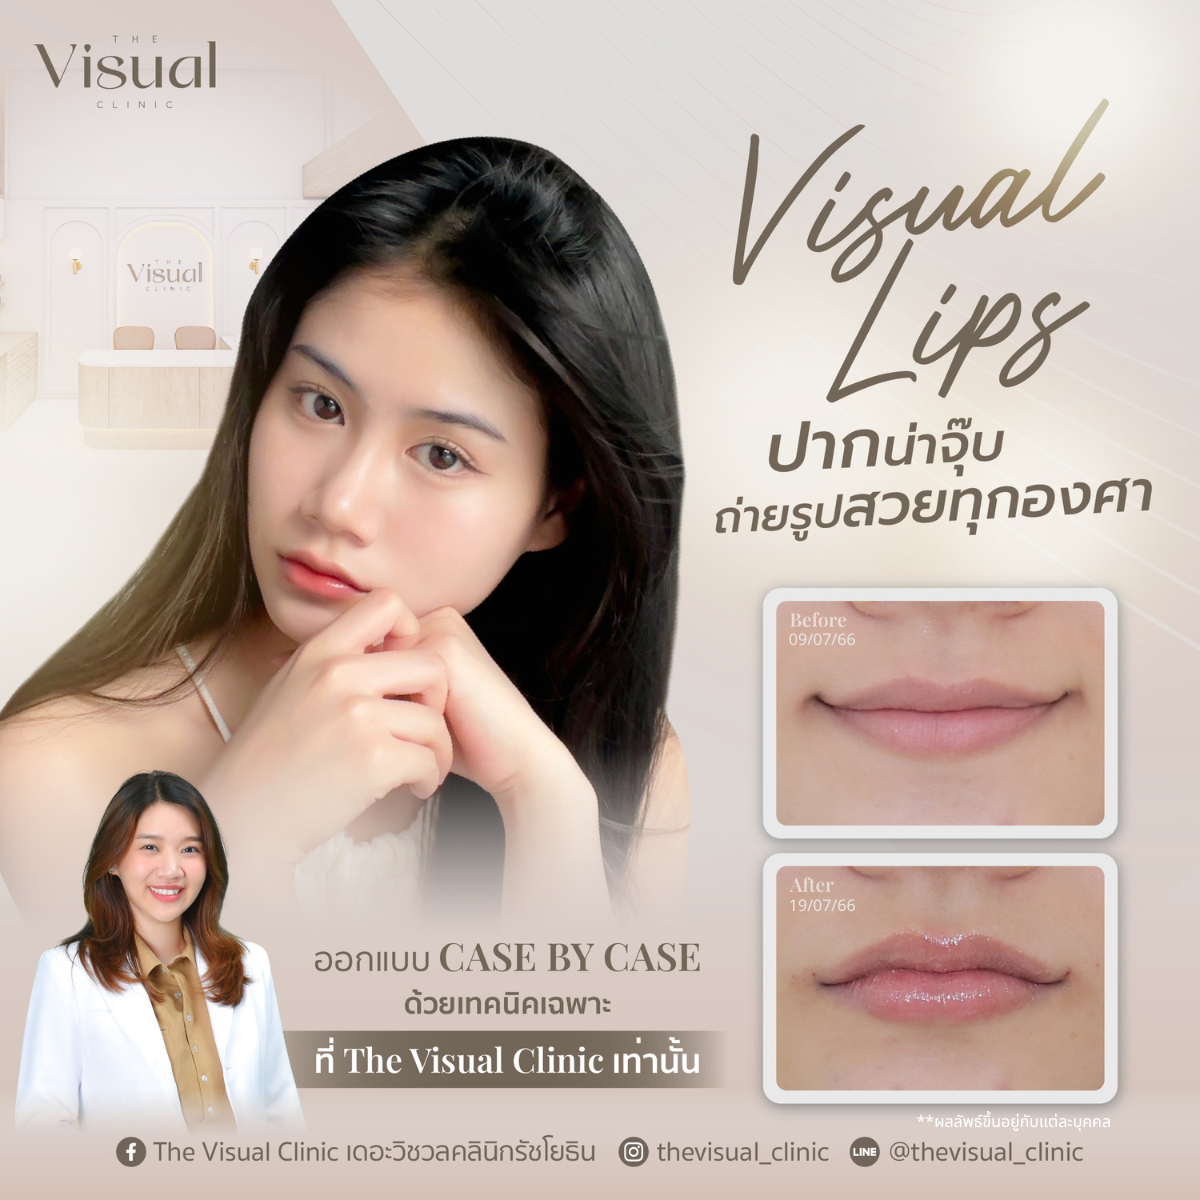 THE
Visual
CLINIC
THE
Visual
CLINIC
Visual
Lips
ปากน่าจุ๊บ
ถ่ายรูปสวยทุกองศา
Before
09/07/66
After
19/07/66
ออกแบบ CASE BY CASE
ด้วยเทคนิคเฉพาะ
ที่ The Visual Clinic เท่านั้น
**ผลลัพธ์ขึ้นอยู่กับแต่ละบุคคล
The Visual Clinic เดอะวิชวลคลินิกรัชโยธิน thevisual_clinic LINE @thevisual_clinic